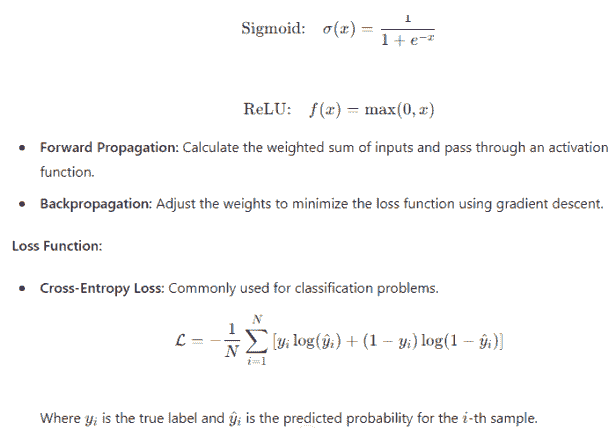 Sigmoid: σ(x) = 1 / (1 + e^{-x})
ReLU: f(x) = max(0, x)
• Forward Propagation: Calculate the weighted sum of inputs and pass through an activation
function.
• Backpropagation: Adjust the weights to minimize the loss function using gradient descent.
Loss Function:
• Cross-Entropy Loss: Commonly used for classification problems.
ℒ = −\frac{1}{N} \sum_{i=1}^{N} [y_i log(ŷ_i) + (1 − y_i) log(1 − ŷ_i)]
Where y_i is the true label and ŷ_i is the predicted probability for the i-th sample.